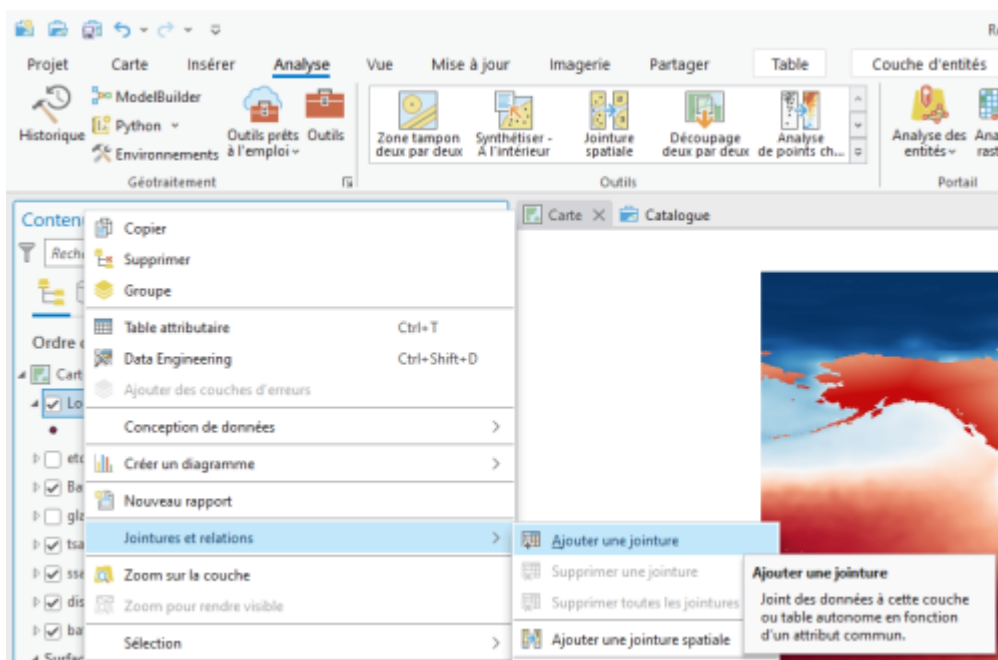 Projet Carte Insérer Analyse Vue Mise à jour Imagerie Partager Table Couche d'entités
Historique
ModelBuilder
Python
Environnements
Outils prêts
à l'emploi
Outils
Géotraitement
Zone tampon
deux par deux
Synthétiser -
À l'intérieur
Jointure
spatiale
Découpage
deux par deux
Analyse
de points ch...
Outils
Analyse des
entités
Portail
Carte Catalogue
Copier
Supprimer
Groupe
Table attributaire Ctrl+T
Data Engineering Ctrl+Shift+D
Ajouter des couches d'erreurs
Conception de données
Créer un diagramme
Nouveau rapport
Jointures et relations
Zoom sur la couche
Zoom pour rendre visible
Sélection
Ajouter une jointure
Supprimer une jointure
Supprimer toutes les jointures
Ajouter une jointure spatiale
Ajouter une jointure
Joint des données à cette couche
ou table autonome en fonction
d'un attribut commun.